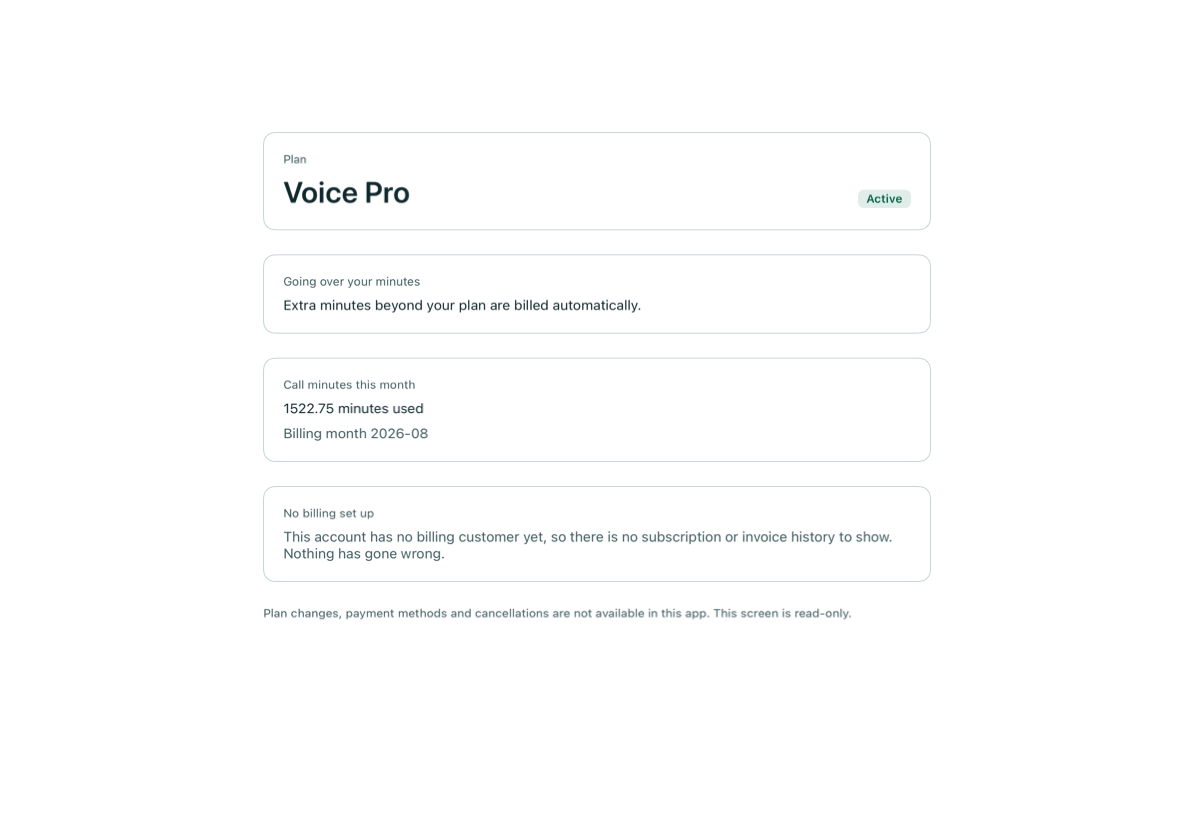 Plan
Voice Pro
Active
Going over your minutes
Extra minutes beyond your plan are billed automatically.
Call minutes this month
1522.75 minutes used
Billing month 2026-08
No billing set up
This account has no billing customer yet, so there is no subscription or invoice history to show.
Nothing has gone wrong.
Plan changes, payment methods and cancellations are not available in this app. This screen is read-only.